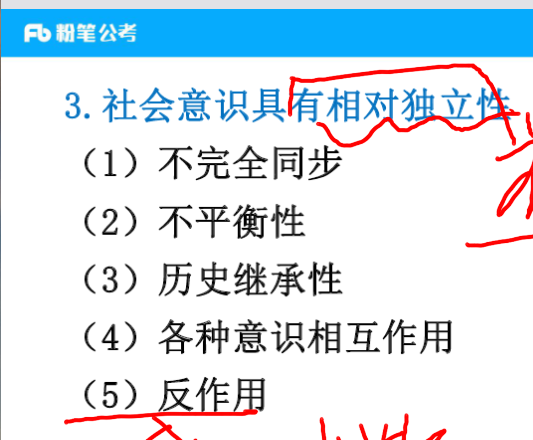 粉笔公考
3.社会意识具有相对独立性
（1）不完全同步
（2）不平衡性
（3）历史继承性
（4）各种意识相互作用
（5）反作用